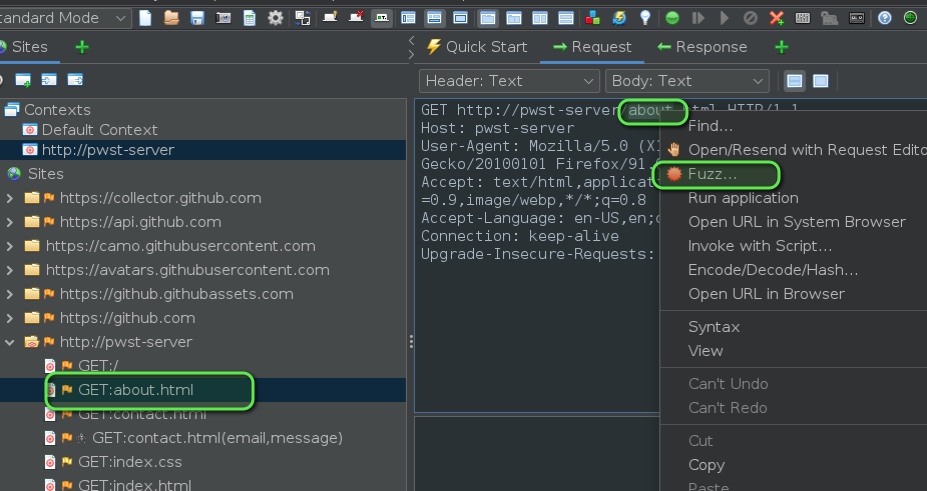 tandard Mode
Sites
Quick Start
Request
Response
Header: Text
Body: Text
Contexts
Default Context
http://pwst-server
Sites
https://collector.github.com
https://api.github.com
https://camo.githubusercontent.com
https://avatars.githubusercontent.com
https://github.githubassets.com
https://github.com
http://pwst-server
GET:/
GET:about.html
GET:contact.html
GET:contact.html(email,message)
GET:index.css
GET:index.html
GET http://pwst-server/about.html HTTP/1.1
Host: pwst-server
User-Agent: Mozilla/5.0 (X1
Gecko/20100101 Firefox/91.
Accept: text/html,applicati
=0.9,image/webp,*/*;q=0.8
Accept-Language: en-US,en;
Connection: keep-alive
Upgrade-Insecure-Requests:
Find...
Open/Resend with Request Edito
Fuzz...
Run application
Open URL in System Browser
Invoke with Script...
Encode/Decode/Hash...
Open URL in Browser
Syntax
View
Can't Undo
Can't Redo
Cut
Copy
Paste